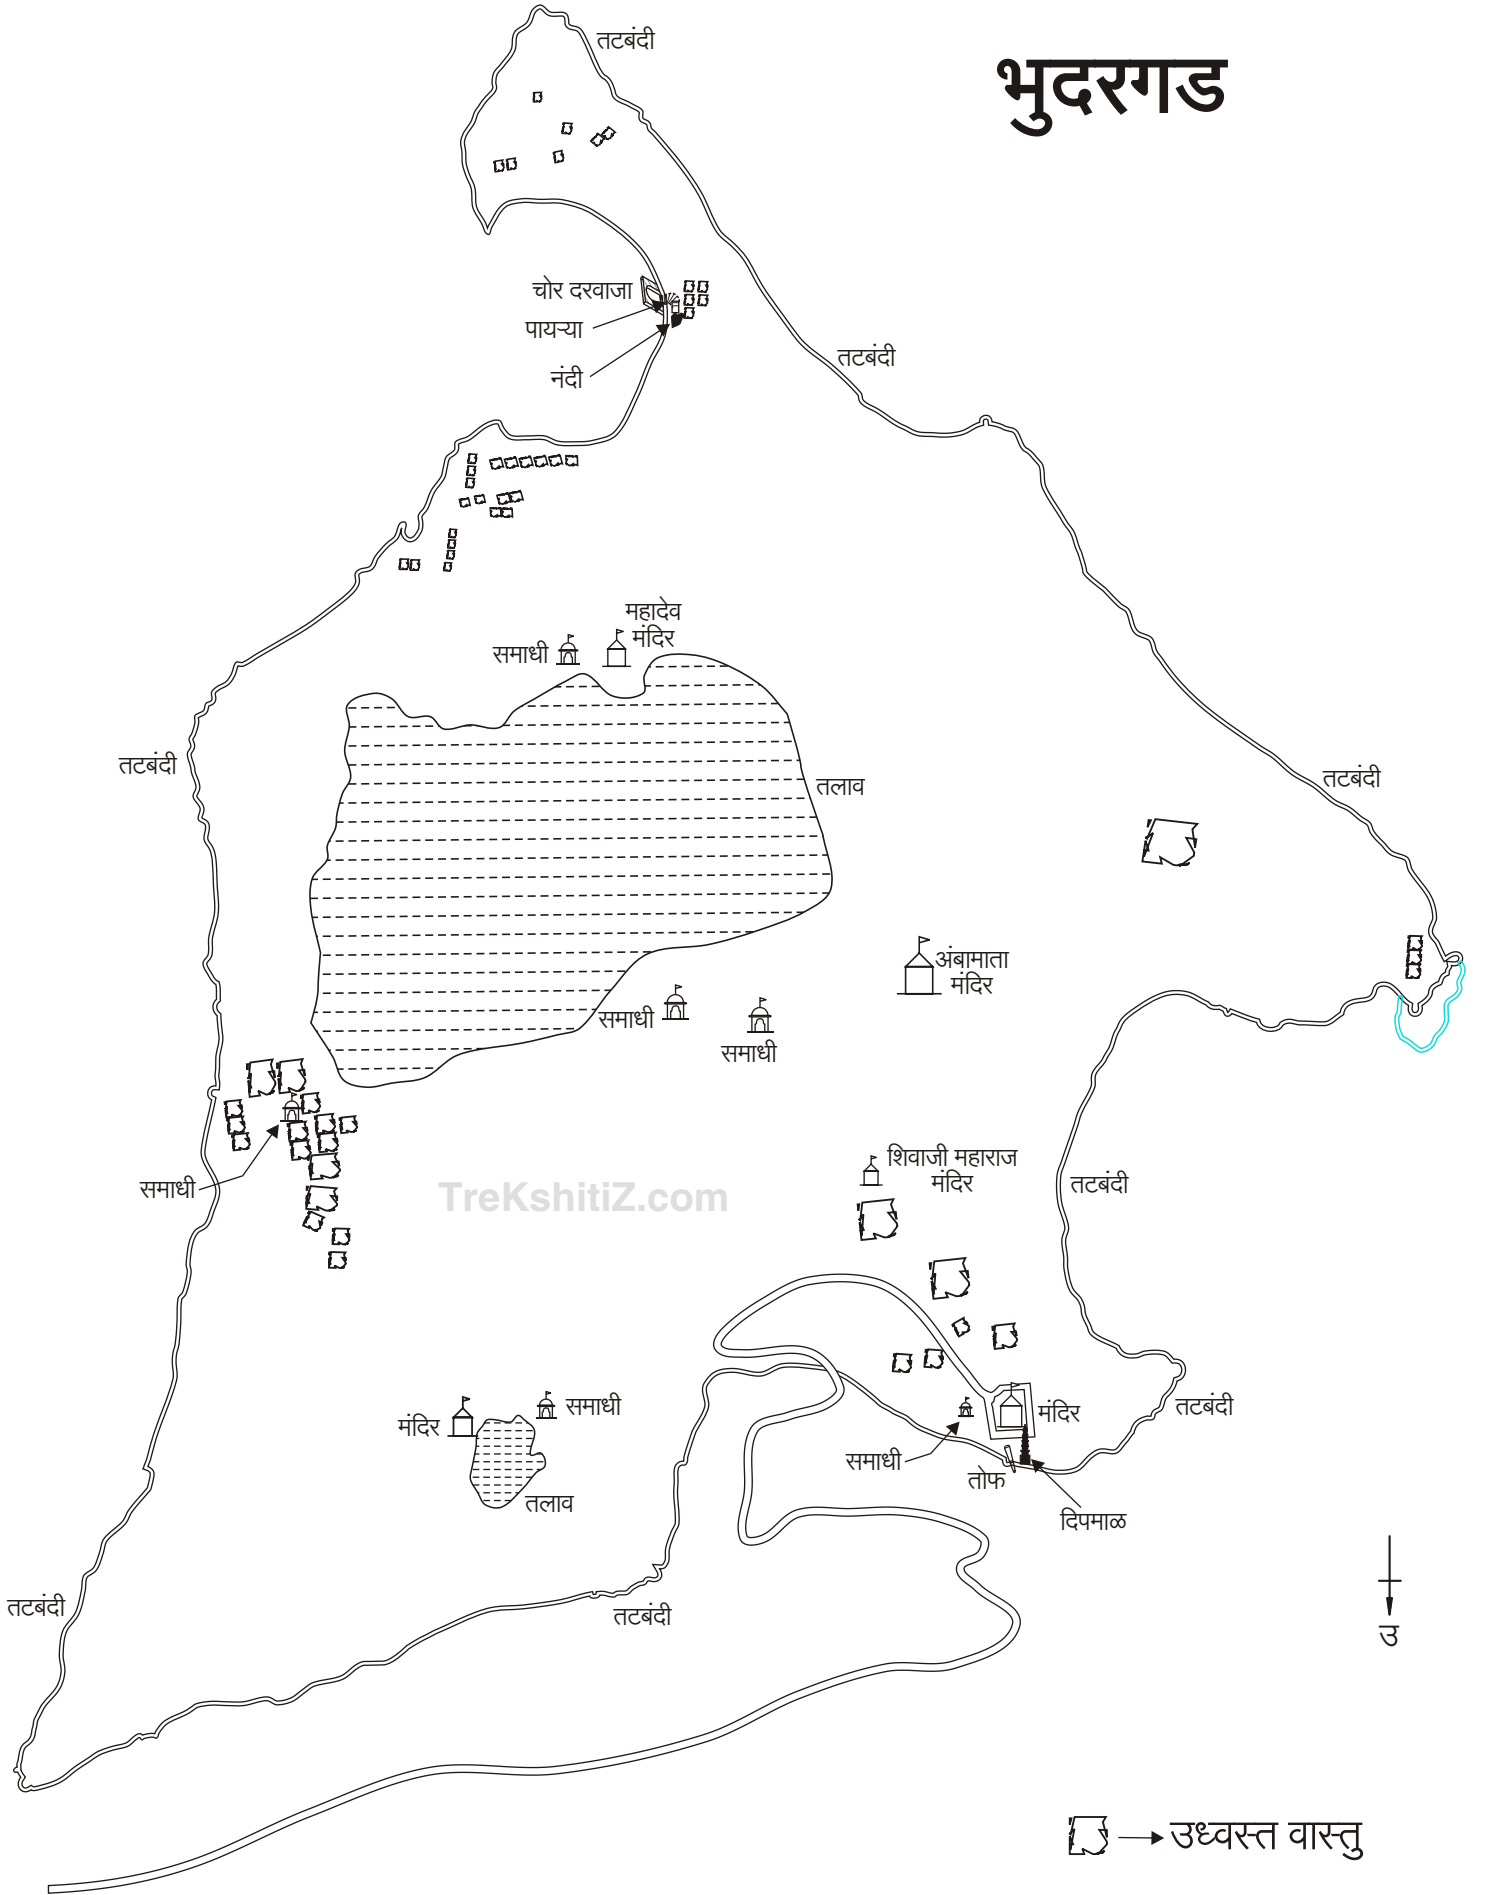 तटबंदी
भुदरगड
चोर दरवाजा
पायऱ्या
नंदी
तटबंदी
महादेव
मंदिर
समाधी
तटबंदी
तलाव
तटबंदी
अंबामाता
मंदिर
समाधी
समाधी
शिवाजी महाराज
मंदिर
समाधी
तटबंदी
TreKshitiZ.com
मंदिर
समाधी
मंदिर
तटबंदी
समाधी
तोफ
तलाव
दिपमाळ
तटबंदी
तटबंदी
उ
उध्वस्त वास्तु